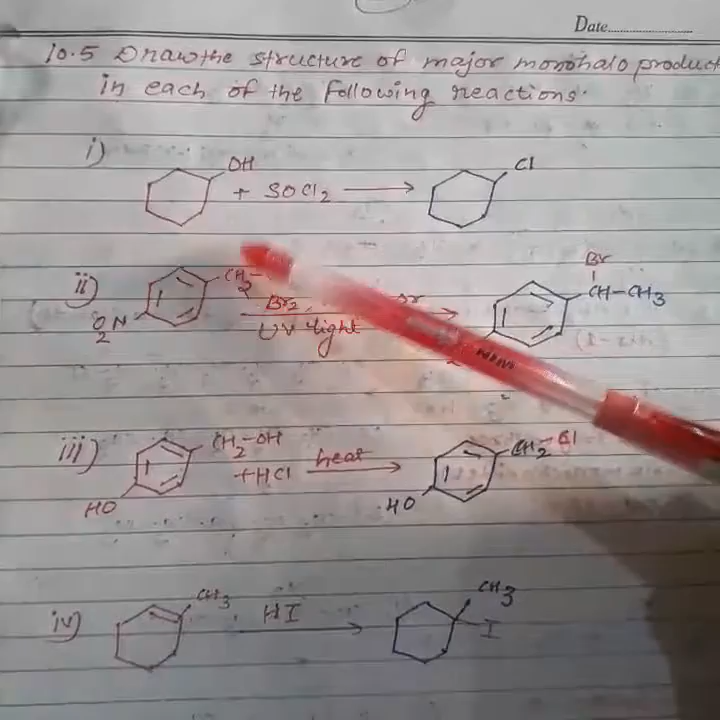 Date
10.5 Draw the structure of major monohalo product
in each of the following reactions.
i)
OH
+ SOCl2
Cl
ii)
CH2-
O2N
Br2,
UV light
Br
CH-CH3
iii)
CH2-OH
+HCl
heat
HO
CH2-Cl
HO
iv)
CH3
HI
CH3
I